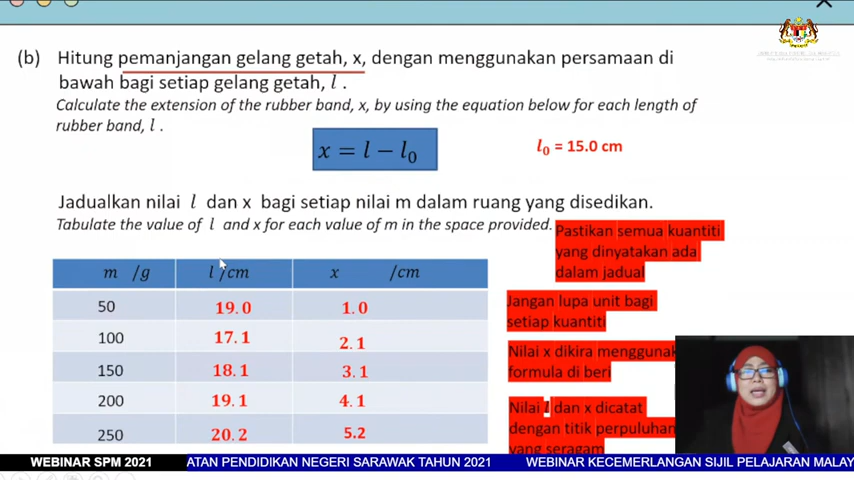 (b) Hitung pemanjangan gelang getah, x, dengan menggunakan persamaan di
bawah bagi setiap gelang getah, l .
Calculate the extension of the rubber band, x, by using the equation below for each length of
rubber band, l .
x = l − l₀
l₀ = 15.0 cm
Jadualkan nilai l dan x bagi setiap nilai m dalam ruang yang disedikan.
Tabulate the value of l and x for each value of m in the space provided.
Pastikan semua kuantiti
yang dinyatakan ada
dalam jadual
m /g l /cm x /cm
50 19.0 1.0
100 17.1 2.1
150 18.1 3.1
200 19.1 4.1
250 20.2 5.2
Jangan lupa unit bagi
setiap kuantiti
Nilai x dikira menggunak
formula di beri
Nilai l dan x dicatat
dengan titik perpuluhan
yang seragam
WEBINAR SPM 2021 ATAN PENDIDIKAN NEGERI SARAWAK TAHUN 2021 WEBINAR KECEMERLANGAN SIJIL PELAJARAN MALAY